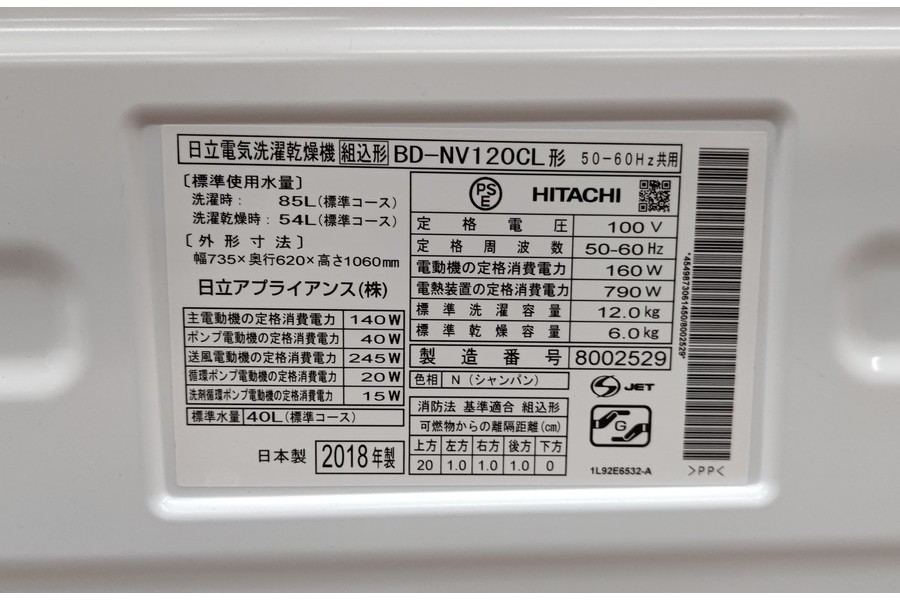 日立電気洗濯乾燥機 組込形 BD-NV120CL形 50-60Hz共用
〔標準使用水量〕
洗濯時: 85L(標準コース)
洗濯乾燥時: 54L(標準コース)
〔外形寸法〕
幅735×奥行620×高さ1060mm
日立アプライアンス(株)
主電動機の定格消費電力 140W
ポンプ電動機の定格消費電力 40W
送風電動機の定格消費電力 245W
循環ポンプ電動機の定格消費電力 20W
洗剤循環ポンプ電動機の定格消費電力 15W
標準水量 40L(標準コース)
日本製 2018年製
PS
E
HITACHI
定格電圧 100V
定格周波数 50-60Hz
電動機の定格消費電力 160W
電熱装置の定格消費電力 790W
標準洗濯容量 12.0kg
標準乾燥容量 6.0kg
製造番号 8002529
色相 N(シャンパン)
消防法 基準適合 組込形
可燃物からの離隔距離(cm)
上方 左方 右方 後方 下方
20 1.0 1.0 1.0 0
JET
G
1L92E6532-A
*4549873061450/8002529*
>PP<